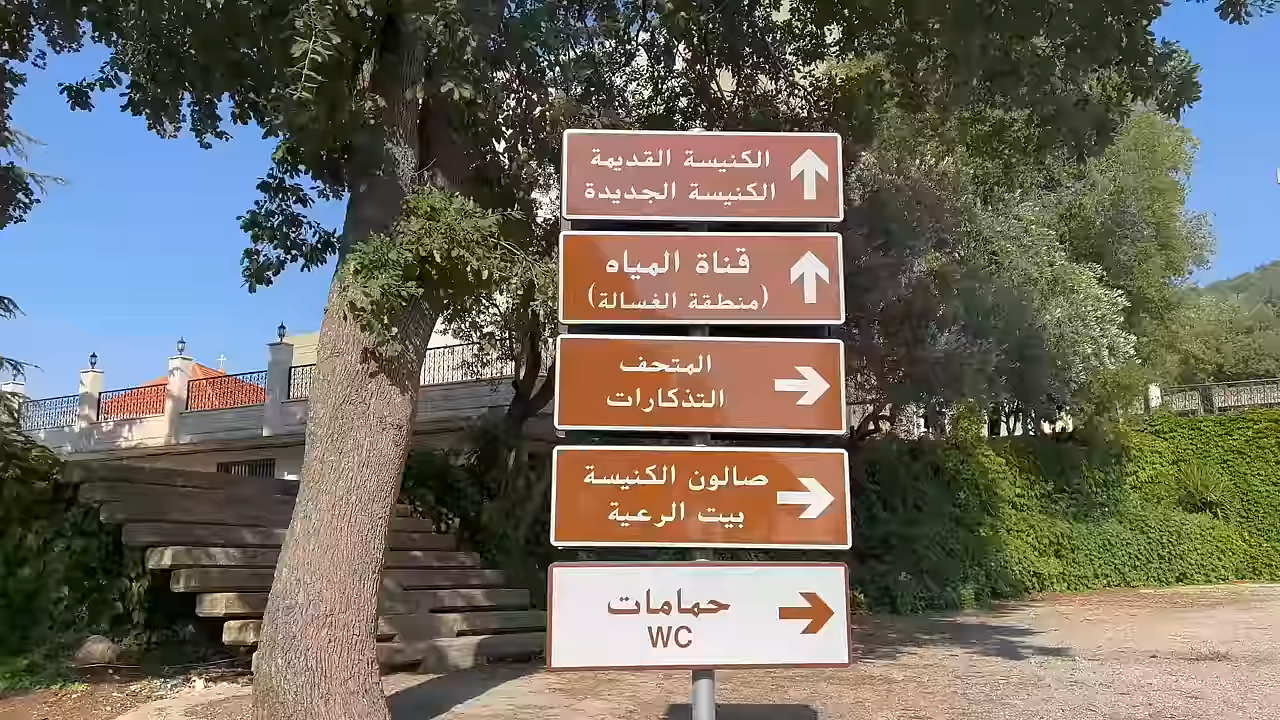 الكنيسة القديمة
الكنيسة الجديدة
قناة المياه
(منطقة الغسالة)
المتحف
التذكارات
صالون الكنيسة
بيت الرعية
حمامات
WC